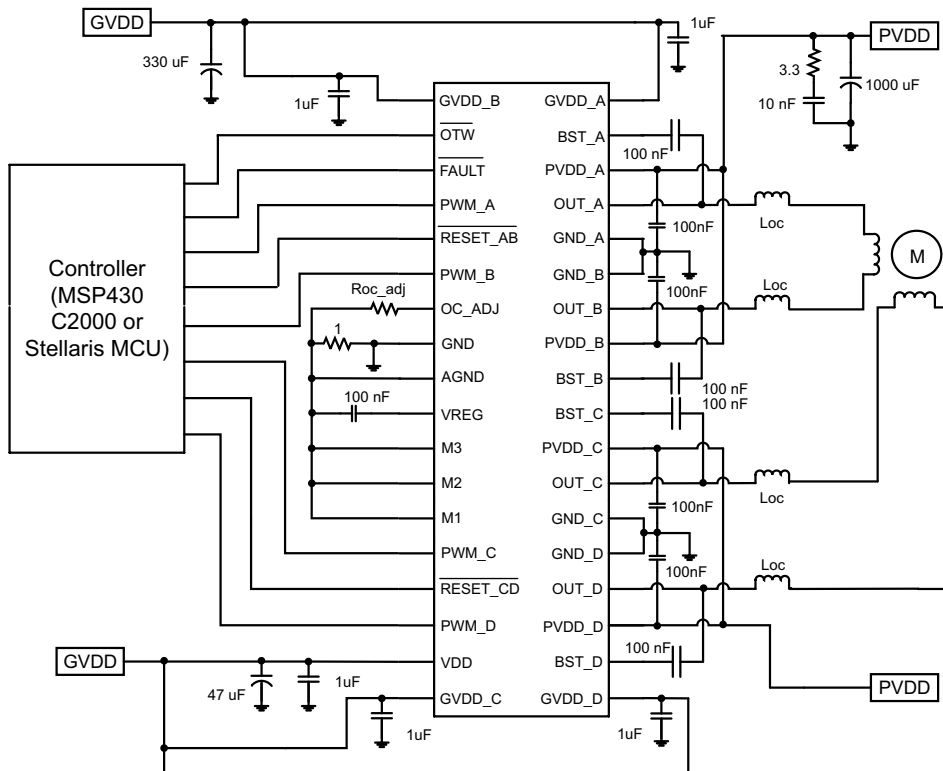 GVDD
330 uF
1uF
1uF
PVDD
3.3
10 nF
1000 uF
Controller
(MSP430
C2000 or
Stellaris MCU)
GVDD_B
OTW
FAULT
PWM_A
RESET_AB
PWM_B
OC_ADJ
GND
AGND
VREG
M3
M2
M1
PWM_C
RESET_CD
PWM_D
VDD
GVDD_C
GVDD_A
BST_A
PVDD_A
OUT_A
GND_A
GND_B
OUT_B
PVDD_B
BST_B
BST_C
PVDD_C
OUT_C
GND_C
GND_D
OUT_D
PVDD_D
BST_D
GVDD_D
Roc_adj
1
100 nF
100 nF
100nF
100nF
100 nF
100 nF
100nF
100nF
100 nF
Loc
Loc
Loc
Loc
M
GVDD
47 uF
1uF
1uF
1uF
PVDD